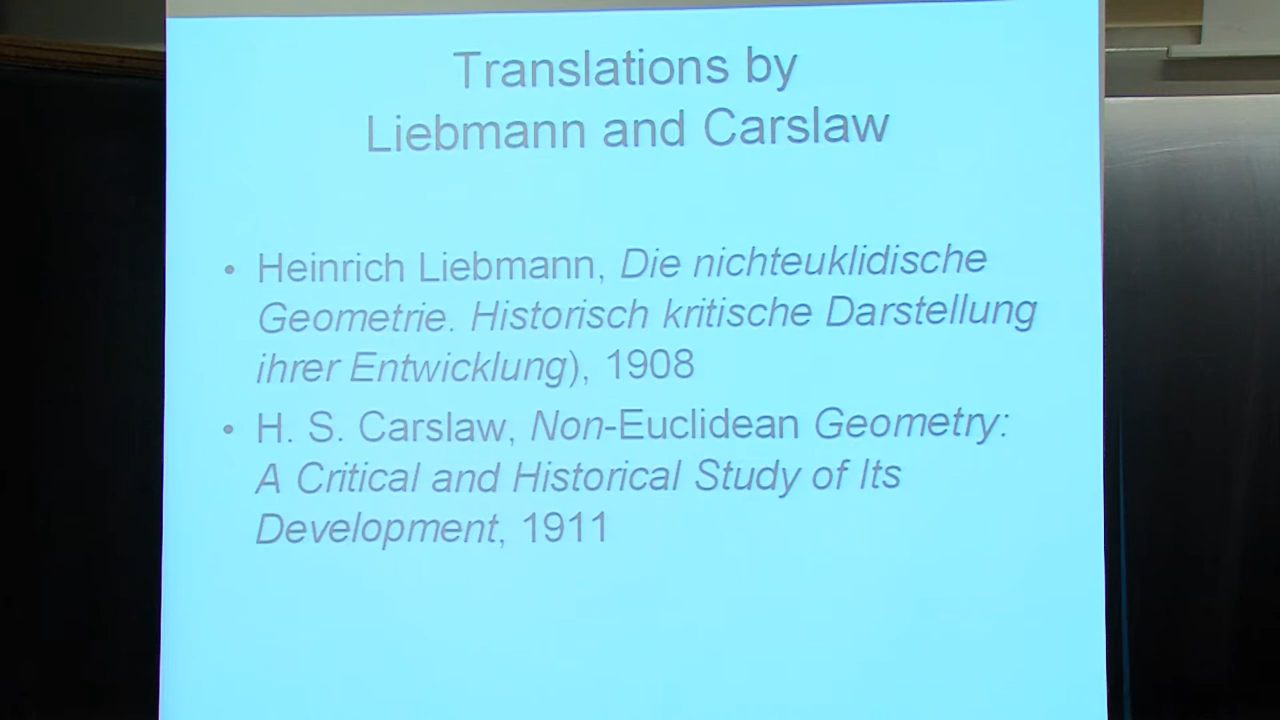 Translations by
Liebmann and Carslaw
• Heinrich Liebmann, Die nichteuklidische
Geometrie. Historisch kritische Darstellung
ihrer Entwicklung), 1908
• H. S. Carslaw, Non-Euclidean Geometry:
A Critical and Historical Study of Its
Development, 1911